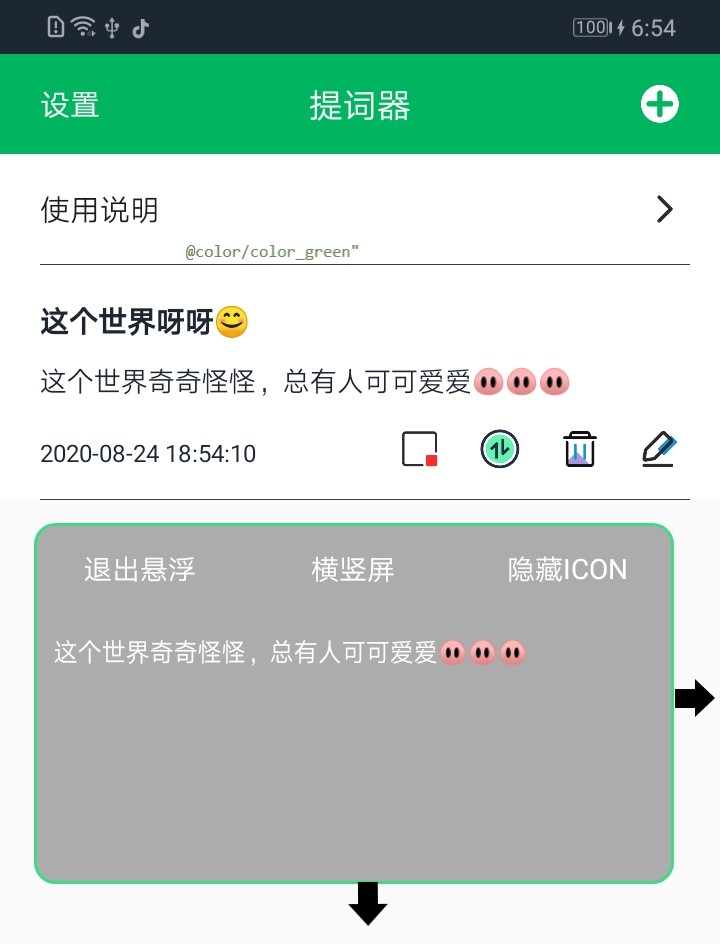 100 6:54
设置 提词器
使用说明
@color/color_green"
这个世界呀呀😊
这个世界奇奇怪怪，总有人可可爱爱🐽🐽🐽
2020-08-24 18:54:10
退出悬浮 横竖屏 隐藏ICON
这个世界奇奇怪怪，总有人可可爱爱🐽🐽🐽